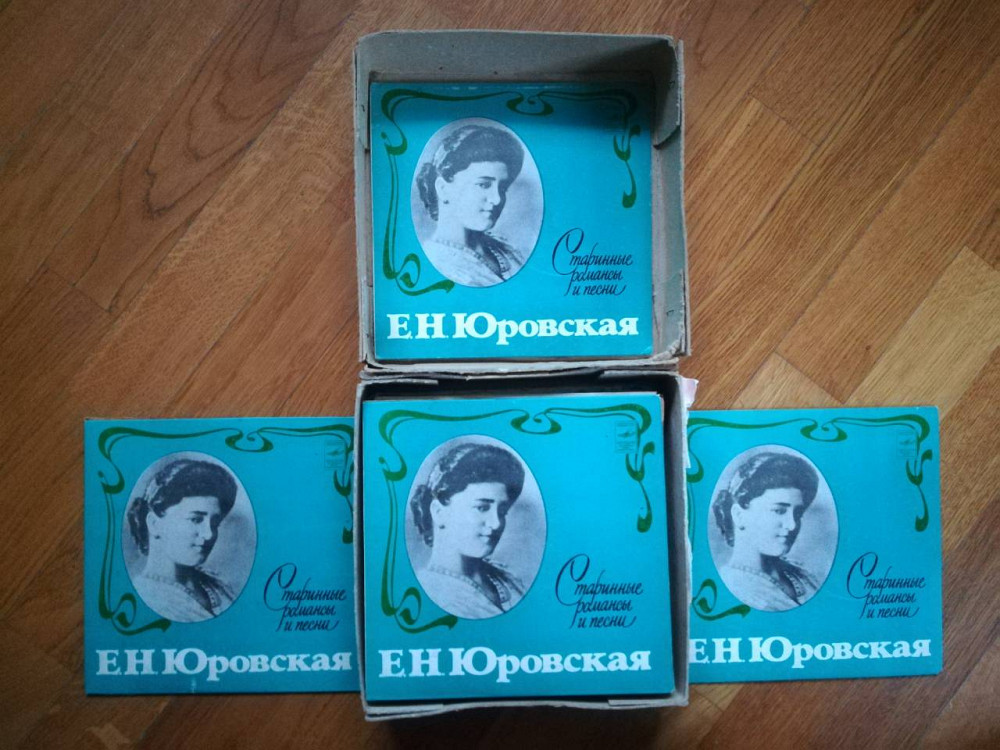 Старинные
романсы
и песни
Е.Н. Юровская
Старинные
романсы
и песни
Е.Н. Юровская
Старинные
романсы
и песни
Е.Н. Юровская
Старинные
романсы
и песни
Е.Н. Юровская